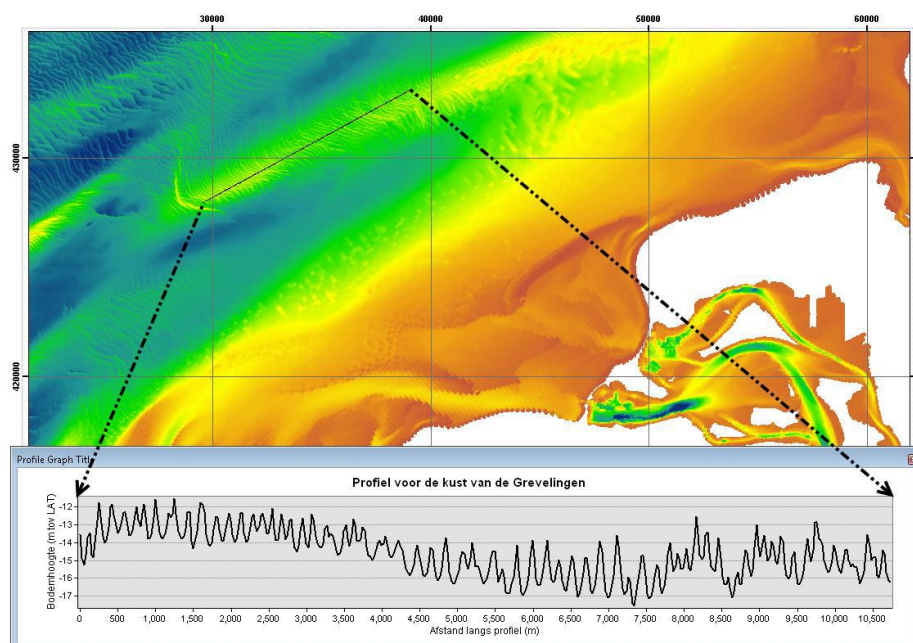 30000 40000 50000 60000
430000 430000
420000 420000
Profile Graph Title
Profiel voor de kust van de Grevelingen
Bodemhoogte (m tov LAT)
-12
-13
-14
-15
-16
-17
0 500 1,000 1,500 2,000 2,500 3,000 3,500 4,000 4,500 5,000 5,500 6,000 6,500 7,000 7,500 8,000 8,500 9,000 9,500 10,000 10,500
Afstand langs profiel (m)